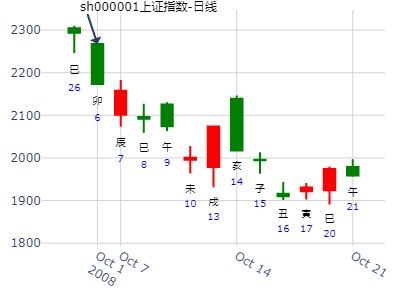 sh000001上证指数-日线
2300
2200
2100
2000
1900
1800
巳
26
卯
6
辰
7
巳
8
午
9
未
10
戌
13
亥
14
子
15
丑
16
寅
17
巳
20
午
21
Oct 1
2008
Oct 7
Oct 14
Oct 21